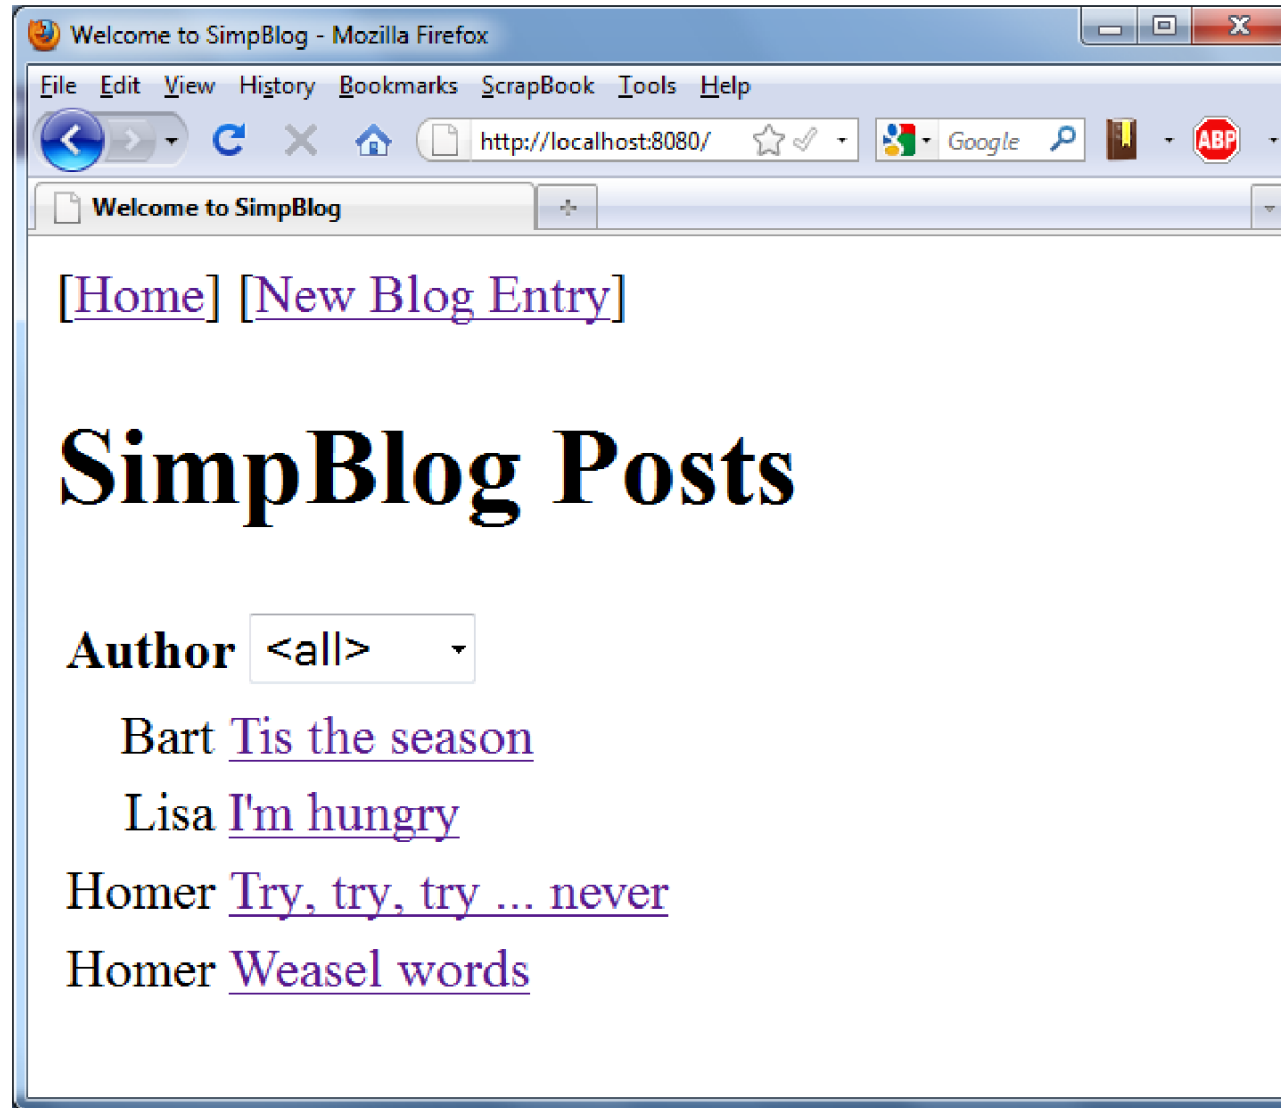 Welcome to SimpBlog - Mozilla Firefox
File Edit View History Bookmarks ScrapBook Tools Help
http://localhost:8080/ Google ABP
Welcome to SimpBlog
[Home] [New Blog Entry]
SimpBlog Posts
Author <all>
Bart Tis the season
Lisa I'm hungry
Homer Try, try, try ... never
Homer Weasel words